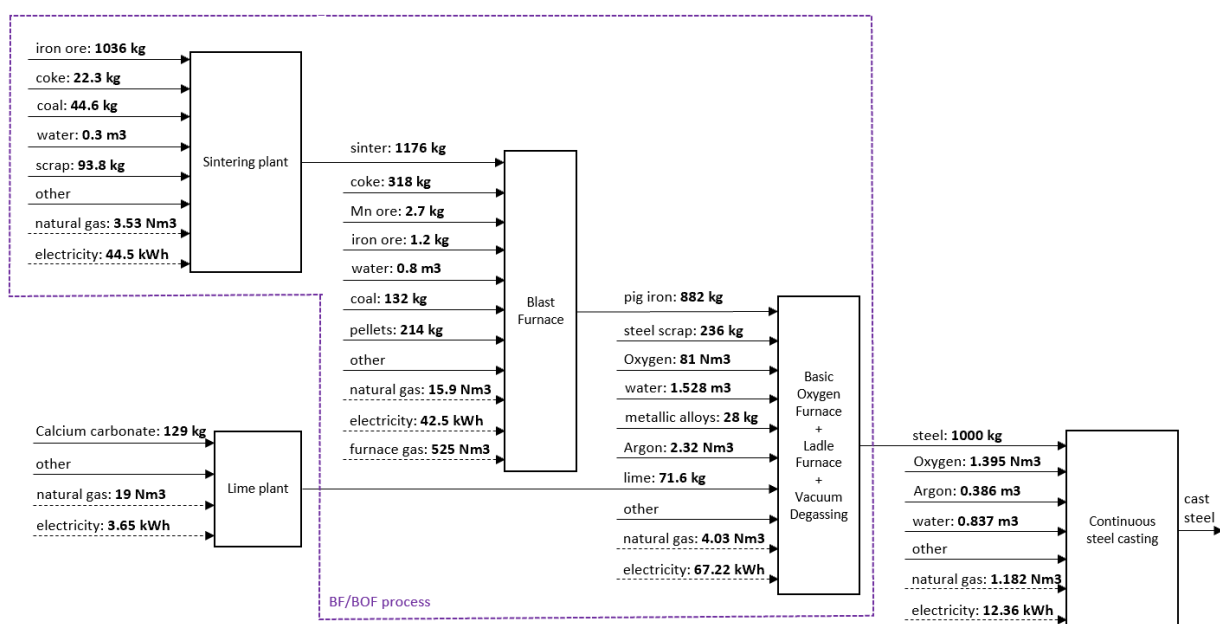 iron ore: 1036 kg
coke: 22.3 kg
coal: 44.6 kg
water: 0.3 m3
scrap: 93.8 kg
other
natural gas: 3.53 Nm3
electricity: 44.5 kWh
Sintering plant
sinter: 1176 kg
coke: 318 kg
Mn ore: 2.7 kg
iron ore: 1.2 kg
water: 0.8 m3
coal: 132 kg
pellets: 214 kg
other
natural gas: 15.9 Nm3
electricity: 42.5 kWh
furnace gas: 525 Nm3
Blast
Furnace
Calcium carbonate: 129 kg
other
natural gas: 19 Nm3
electricity: 3.65 kWh
Lime plant
pig iron: 882 kg
steel scrap: 236 kg
Oxygen: 81 Nm3
water: 1.528 m3
metallic alloys: 28 kg
Argon: 2.32 Nm3
lime: 71.6 kg
other
natural gas: 4.03 Nm3
electricity: 67.22 kWh
Basic
Oxygen
Furnace
+
Ladle
Furnace
+
Vacuum
Degassing
BF/BOF process
steel: 1000 kg
Oxygen: 1.395 Nm3
Argon: 0.386 m3
water: 0.837 m3
other
natural gas: 1.182 Nm3
electricity: 12.36 kWh
Continuous
steel casting
cast
steel